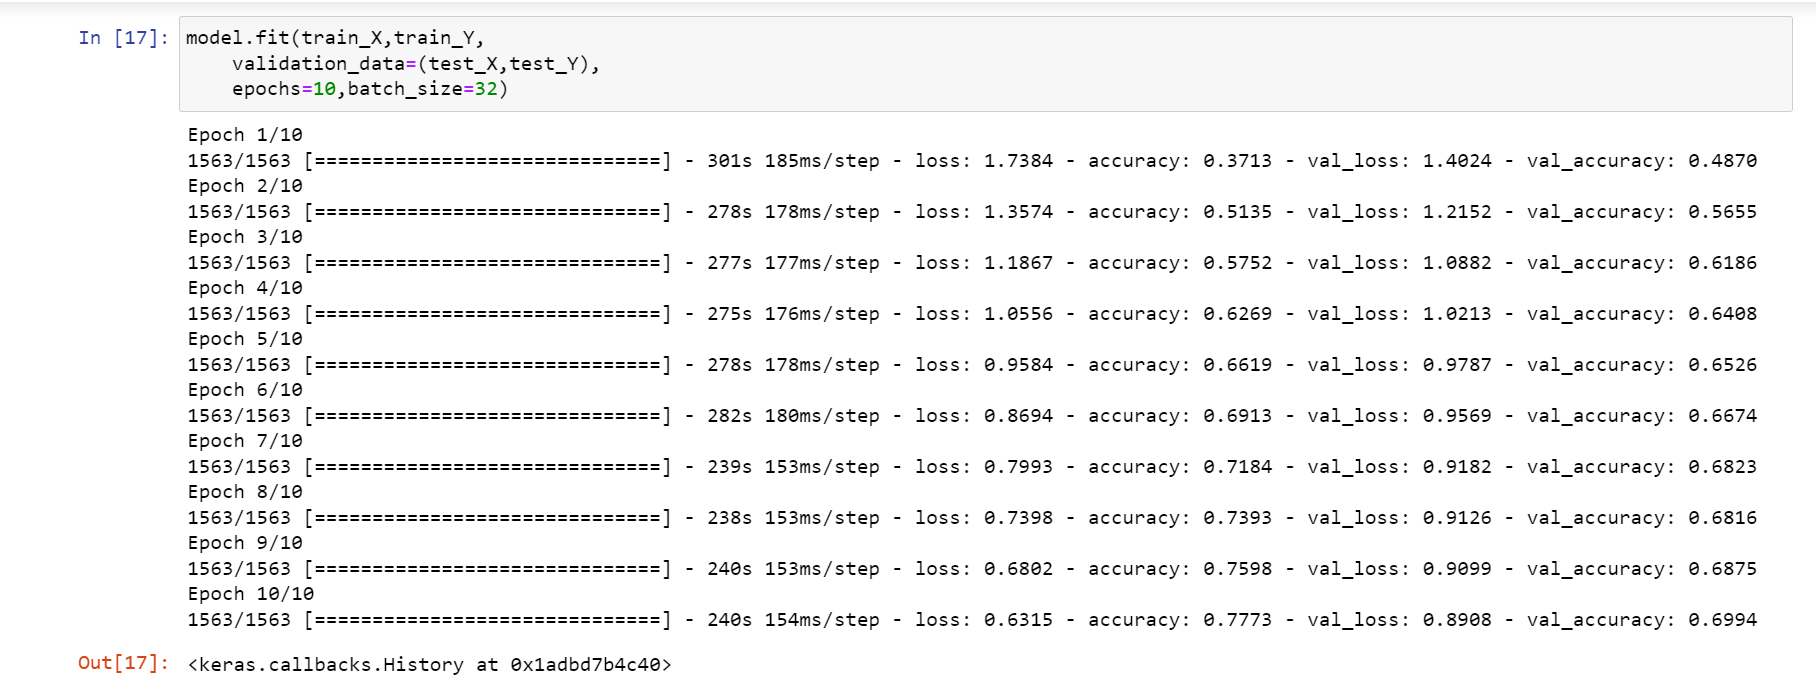 In [17]: model.fit(train_X,train_Y,
    validation_data=(test_X,test_Y),
    epochs=10,batch_size=32)
Epoch 1/10
1563/1563 [==============================] - 301s 185ms/step - loss: 1.7384 - accuracy: 0.3713 - val_loss: 1.4024 - val_accuracy: 0.4870
Epoch 2/10
1563/1563 [==============================] - 278s 178ms/step - loss: 1.3574 - accuracy: 0.5135 - val_loss: 1.2152 - val_accuracy: 0.5655
Epoch 3/10
1563/1563 [==============================] - 277s 177ms/step - loss: 1.1867 - accuracy: 0.5752 - val_loss: 1.0882 - val_accuracy: 0.6186
Epoch 4/10
1563/1563 [==============================] - 275s 176ms/step - loss: 1.0556 - accuracy: 0.6269 - val_loss: 1.0213 - val_accuracy: 0.6408
Epoch 5/10
1563/1563 [==============================] - 278s 178ms/step - loss: 0.9584 - accuracy: 0.6619 - val_loss: 0.9787 - val_accuracy: 0.6526
Epoch 6/10
1563/1563 [==============================] - 282s 180ms/step - loss: 0.8694 - accuracy: 0.6913 - val_loss: 0.9569 - val_accuracy: 0.6674
Epoch 7/10
1563/1563 [==============================] - 239s 153ms/step - loss: 0.7993 - accuracy: 0.7184 - val_loss: 0.9182 - val_accuracy: 0.6823
Epoch 8/10
1563/1563 [==============================] - 238s 153ms/step - loss: 0.7398 - accuracy: 0.7393 - val_loss: 0.9126 - val_accuracy: 0.6816
Epoch 9/10
1563/1563 [==============================] - 240s 153ms/step - loss: 0.6802 - accuracy: 0.7598 - val_loss: 0.9099 - val_accuracy: 0.6875
Epoch 10/10
1563/1563 [==============================] - 240s 154ms/step - loss: 0.6315 - accuracy: 0.7773 - val_loss: 0.8908 - val_accuracy: 0.6994
Out[17]: <keras.callbacks.History at 0x1adbd7b4c40>